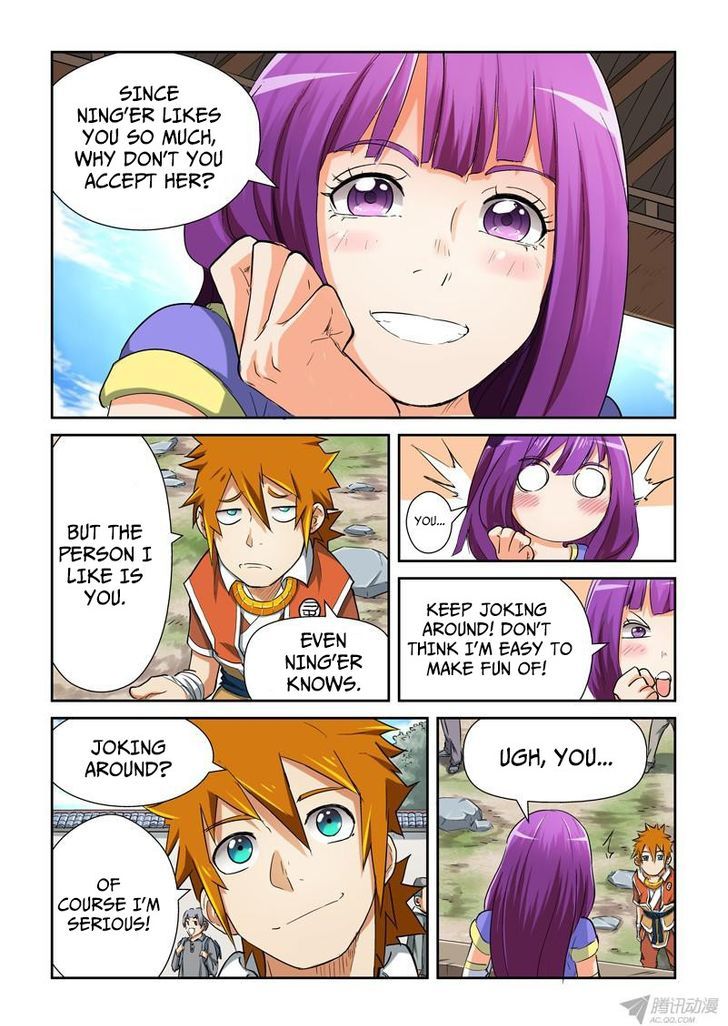 SINCE
NING'ER LIKES
YOU SO MUCH,
WHY DON'T YOU
ACCEPT HER?
BUT THE
PERSON I
LIKE IS
YOU.
EVEN
NING'ER
KNOWS.
YOU...
KEEP JOKING
AROUND! DON'T
THINK I'M EASY TO
MAKE FUN OF!
JOKING
AROUND?
OF
COURSE I'M
SERIOUS!
UGH, YOU...
腾讯动漫
AC.QQ.COM